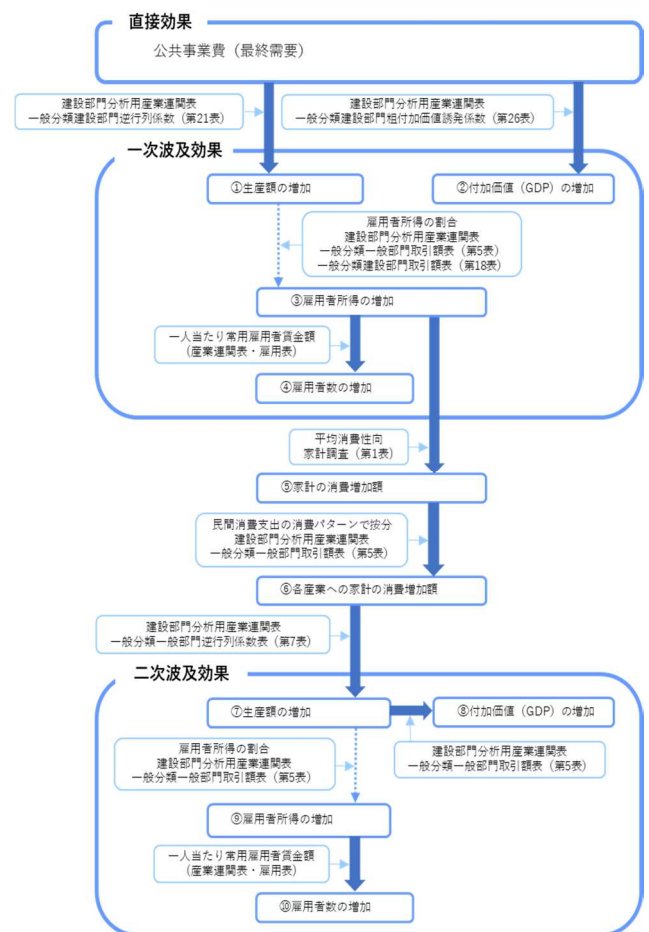 直接効果
公共事業費（最終需要）
建設部門分析用産業連関表
一般分類建設部門逆行列係数（第21表）
建設部門分析用産業連関表
一般分類建設部門粗付加価値誘発係数（第26表）
一次波及効果
①生産額の増加
②付加価値（GDP）の増加
雇用者所得の割合
建設部門分析用産業連関表
一般分類一般部門取引額表（第5表）
一般分類建設部門取引額表（第18表）
③雇用者所得の増加
一人当たり常用雇用者賃金額
(産業連関表・雇用表)
④雇用者数の増加
平均消費性向
家計調査（第1表）
⑤家計の消費増加額
民間消費支出の消費パターンで按分
建設部門分析用産業連関表
一般分類一般部門取引額表（第5表）
⑥各産業への家計の消費増加額
建設部門分析用産業連関表
一般分類一般部門逆行列係数表（第7表）
二次波及効果
⑦生産額の増加
⑧付加価値（GDP）の増加
雇用者所得の割合
建設部門分析用産業連関表
一般分類一般部門取引額表（第5表）
建設部門分析用産業連関表
一般分類一般部門取引額表（第5表）
⑨雇用者所得の増加
一人当たり常用雇用者賃金額
(産業連関表・雇用表)
⑩雇用者数の増加